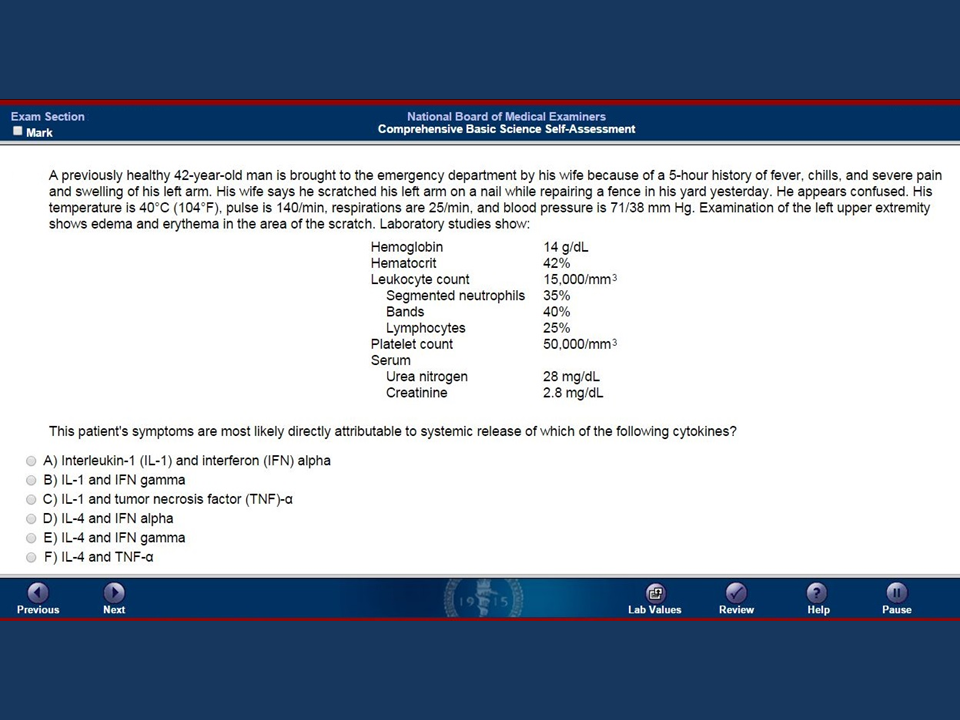 Exam Section
Mark
National Board of Medical Examiners
Comprehensive Basic Science Self-Assessment
A previously healthy 42-year-old man is brought to the emergency department by his wife because of a 5-hour history of fever, chills, and severe pain
and swelling of his left arm. His wife says he scratched his left arm on a nail while repairing a fence in his yard yesterday. He appears confused. His
temperature is 40°C (104°F), pulse is 140/min, respirations are 25/min, and blood pressure is 71/38 mm Hg. Examination of the left upper extremity
shows edema and erythema in the area of the scratch. Laboratory studies show:
Hemoglobin 14 g/dL
Hematocrit 42%
Leukocyte count 15,000/mm³
Segmented neutrophils 35%
Bands 40%
Lymphocytes 25%
Platelet count 50,000/mm³
Serum
Urea nitrogen 28 mg/dL
Creatinine 2.8 mg/dL
This patient's symptoms are most likely directly attributable to systemic release of which of the following cytokines?
A) Interleukin-1 (IL-1) and interferon (IFN) alpha
B) IL-1 and IFN gamma
C) IL-1 and tumor necrosis factor (TNF)-α
D) IL-4 and IFN alpha
E) IL-4 and IFN gamma
F) IL-4 and TNF-α
Previous
Next
1915
Lab Values
Review
Help
Pause